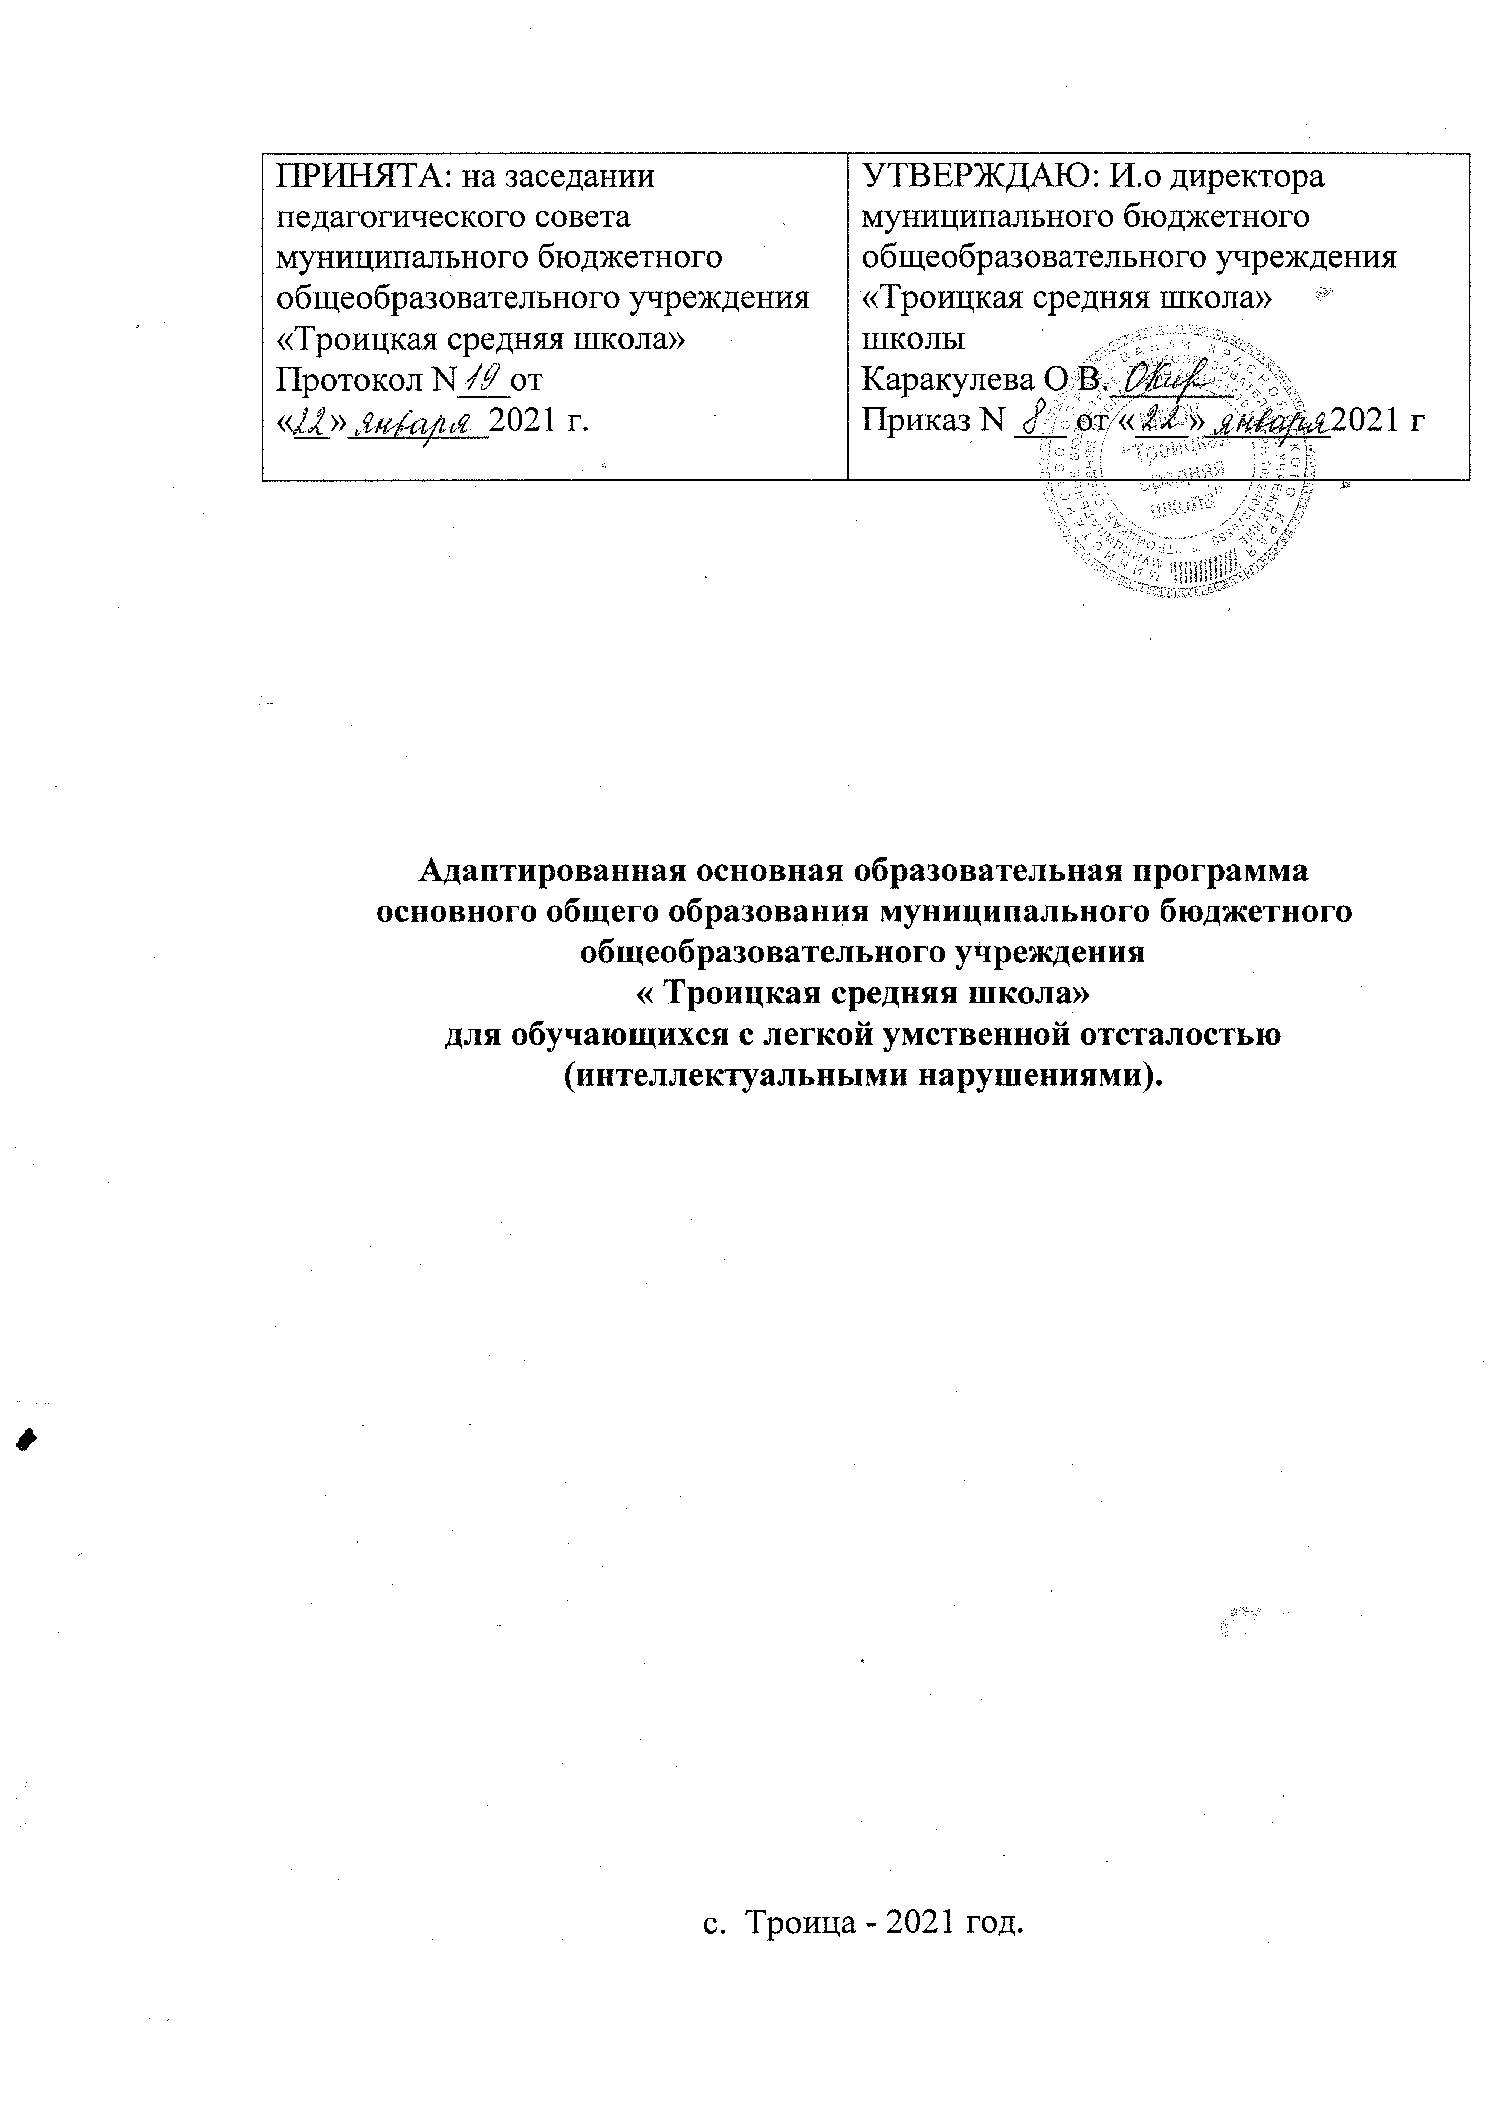 ПРИНЯТА: на заседании
педагогического совета
муниципального бюджетного
общеобразовательного учреждения
«Троицкая средняя школа»
Протокол N 19 от
«22» января 2021 г.
УТВЕРЖДАЮ: И.о директора
муниципального бюджетного
общеобразовательного учреждения
«Троицкая средняя школа»
школы
Каракулева О В.
Приказ N 8 от «22» января 2021 г
"Троицкая
средняя
школа"
Адаптированная основная образовательная программа
основного общего образования муниципального бюджетного
общеобразовательного учреждения
« Троицкая средняя школа»
для обучающихся с легкой умственной отсталостью
(интеллектуальными нарушениями).
с. Троица - 2021 год.